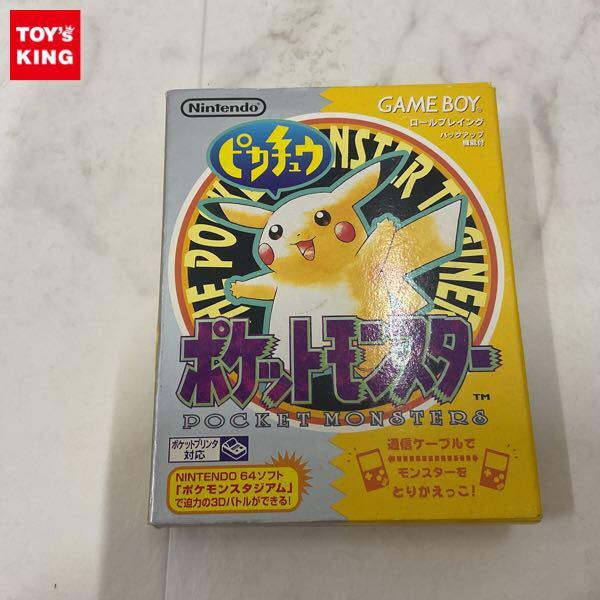 TOY's
KING
Nintendo
GAME BOY
ロールプレイング
バックアップ
機能付
ピカチュウ
THE POCKET MONSTER TRAINER
ポケットモンスター
TM
POCKET MONSTERS
ポケットプリンタ
対応
通信ケーブルで
モンスターを
とりかえっこ!
NINTENDO 64ソフト
「ポケモンスタジアム」
で迫力の3Dバトルができる!